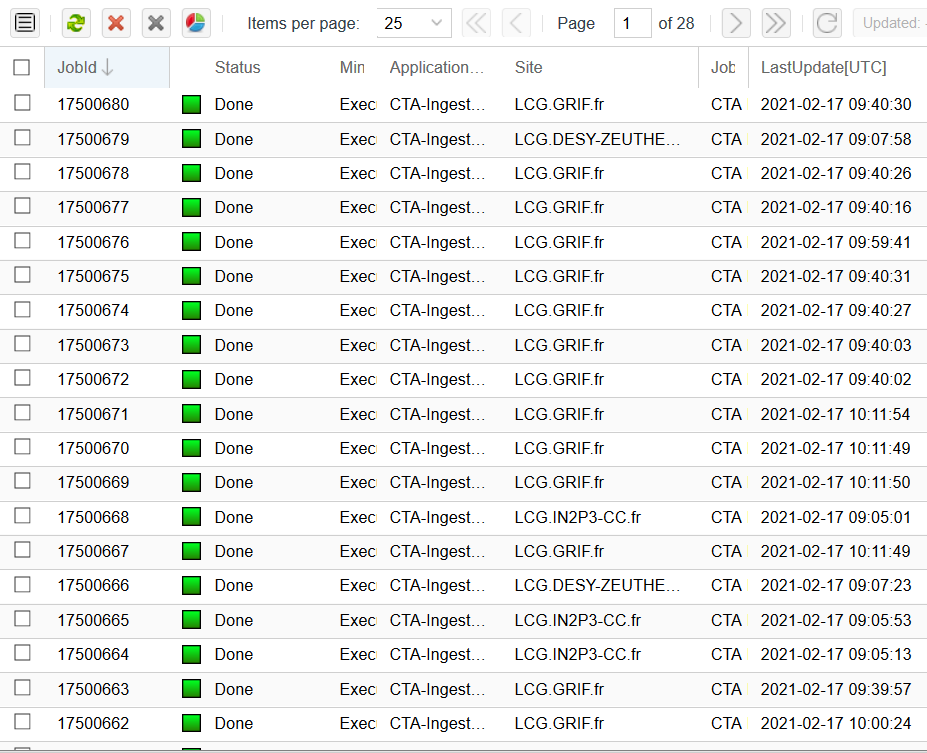 Items per page: 25 Page 1 of 28 Updated: -
JobId Status Min Application... Site Job LastUpdate[UTC]
17500680 Done Exec CTA-Ingest... LCG.GRIF.fr CTA 2021-02-17 09:40:30
17500679 Done Exec CTA-Ingest... LCG.DESY-ZEUTHE... CTA 2021-02-17 09:07:58
17500678 Done Exec CTA-Ingest... LCG.GRIF.fr CTA 2021-02-17 09:40:26
17500677 Done Exec CTA-Ingest... LCG.GRIF.fr CTA 2021-02-17 09:40:16
17500676 Done Exec CTA-Ingest... LCG.GRIF.fr CTA 2021-02-17 09:59:41
17500675 Done Exec CTA-Ingest... LCG.GRIF.fr CTA 2021-02-17 09:40:31
17500674 Done Exec CTA-Ingest... LCG.GRIF.fr CTA 2021-02-17 09:40:27
17500673 Done Exec CTA-Ingest... LCG.GRIF.fr CTA 2021-02-17 09:40:03
17500672 Done Exec CTA-Ingest... LCG.GRIF.fr CTA 2021-02-17 09:40:02
17500671 Done Exec CTA-Ingest... LCG.GRIF.fr CTA 2021-02-17 10:11:54
17500670 Done Exec CTA-Ingest... LCG.GRIF.fr CTA 2021-02-17 10:11:49
17500669 Done Exec CTA-Ingest... LCG.GRIF.fr CTA 2021-02-17 10:11:50
17500668 Done Exec CTA-Ingest... LCG.IN2P3-CC.fr CTA 2021-02-17 09:05:01
17500667 Done Exec CTA-Ingest... LCG.GRIF.fr CTA 2021-02-17 10:11:49
17500666 Done Exec CTA-Ingest... LCG.DESY-ZEUTHE... CTA 2021-02-17 09:07:23
17500665 Done Exec CTA-Ingest... LCG.IN2P3-CC.fr CTA 2021-02-17 09:05:53
17500664 Done Exec CTA-Ingest... LCG.IN2P3-CC.fr CTA 2021-02-17 09:05:13
17500663 Done Exec CTA-Ingest... LCG.GRIF.fr CTA 2021-02-17 09:39:57
17500662 Done Exec CTA-Ingest... LCG.GRIF.fr CTA 2021-02-17 10:00:24